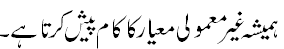 ہمیشہ غیر معمولی معیار کا کام پیش کرتا ہے۔